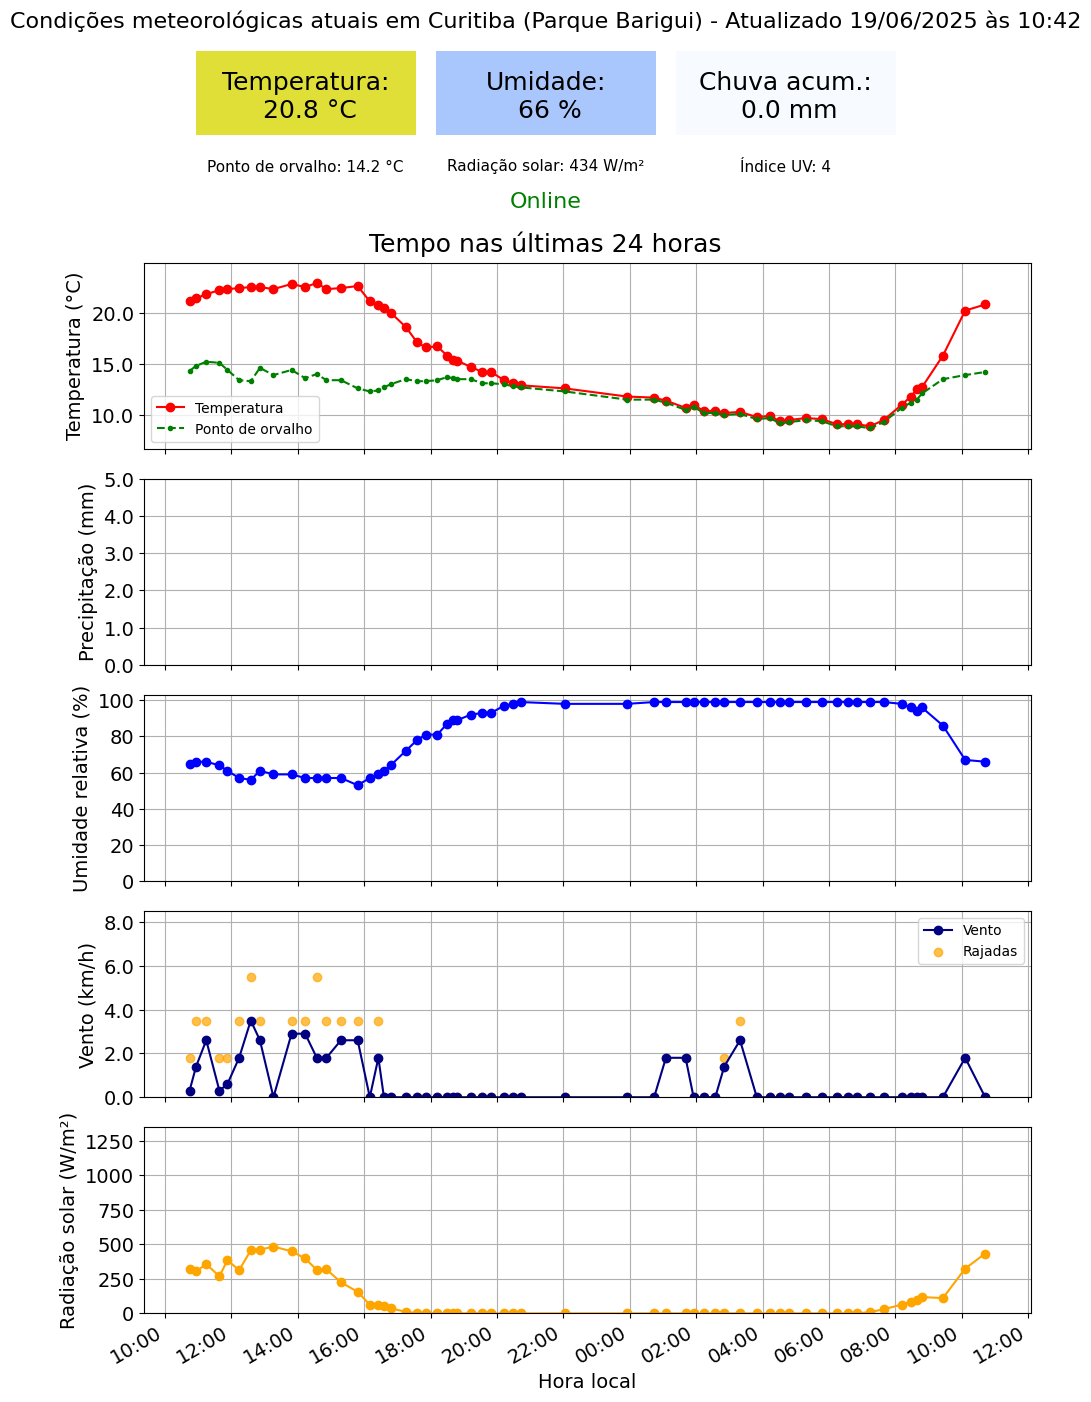 Condições meteorológicas atuais em Curitiba (Parque Barigui) - Atualizado 19/06/2025 às 10:42
Temperatura:
20.8 °C
Umidade:
66 %
Chuva acum.:
0.0 mm
Ponto de orvalho: 14.2 °C
Radiação solar: 434 W/m²
Índice UV: 4
Online
Tempo nas últimas 24 horas
Temperatura (°C)
20.0
15.0
10.0
Temperatura
Ponto de orvalho
Precipitação (mm)
5.0
4.0
3.0
2.0
1.0
0.0
Umidade relativa (%)
100
80
60
40
20
0
Vento (km/h)
8.0
6.0
4.0
2.0
0.0
Vento
Rajadas
Radiação solar (W/m²)
1250
1000
750
500
250
0
10:00
12:00
14:00
16:00
18:00
20:00
22:00
00:00
02:00
04:00
06:00
08:00
10:00
12:00
Hora local